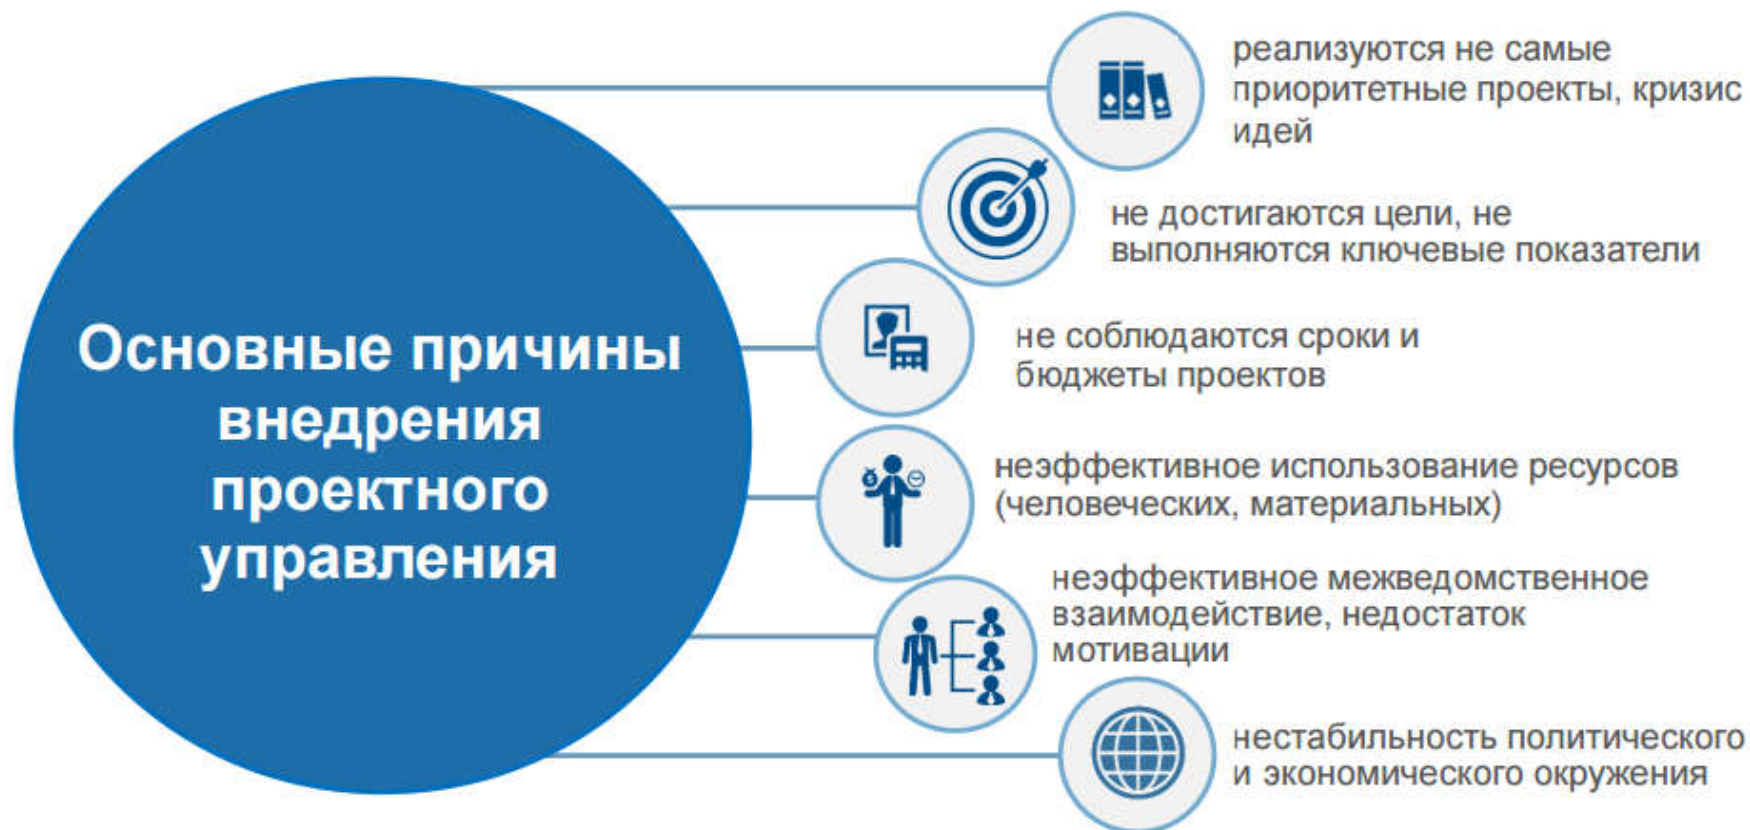 Основные причины
внедрения
проектного
управления
реализуются не самые
приоритетные проекты, кризис
идей
не достигаются цели, не
выполняются ключевые показатели
не соблюдаются сроки и
бюджеты проектов
неэффективное использование ресурсов
(человеческих, материальных)
неэффективное межведомственное
взаимодействие, недостаток
мотивации
нестабильность политического
и экономического окружения